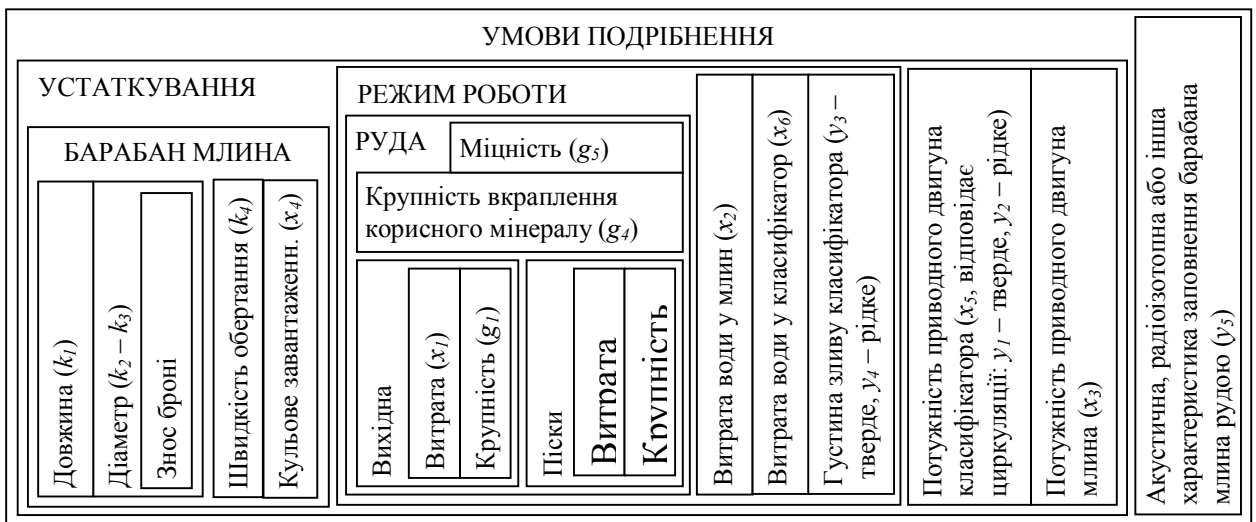 УМОВИ ПОДРІБНЕННЯ
УСТАТКУВАННЯ
БАРАБАН МЛИНА
Довжина (k1)
Діаметр (k2 – k3)
Знос броні
Швидкість обертання (k4)
Кульове завантаженн. (x4)
РЕЖИМ РОБОТИ
РУДА
Міцність (g5)
Крупність вкраплення
корисного мінералу (g4)
Вихідна
Витрата (x1)
Крупність (g1)
Піски
Витрата
Крупність
Витрата води у млин (x2)
Витрата води у класифікатор (x6)
Густина зливу класифікатора (y3 –
тверде, y4 – рідке)
Потужність приводного двигуна
класифікатора (x5, відповідає
циркуляції: y1 – тверде, y2 – рідке)
Потужність приводного двигуна
млина (x3)
Акустична, радіоізотопна або інша
характеристика заповнення барабана
млина рудою (y5)